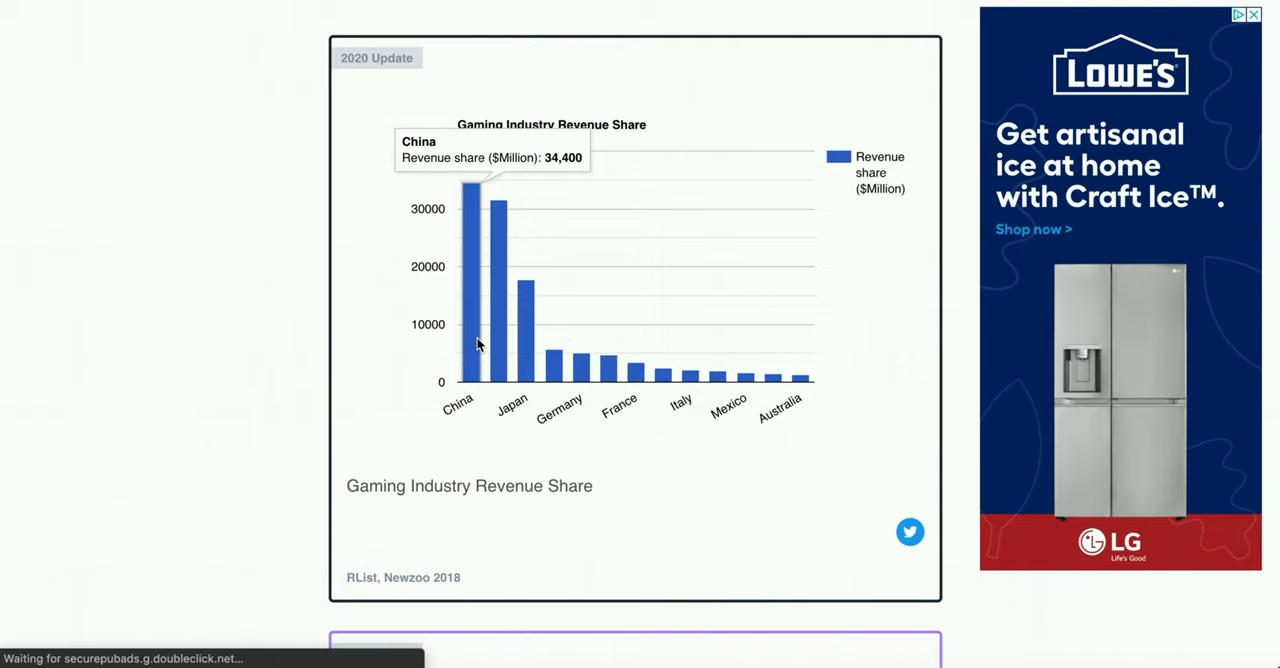 2020 Update
Gaming Industry Revenue Share
China
Revenue share ($Million): 34,400
Revenue
share
($Million)
30000
20000
10000
0
China
Japan
Germany
France
Italy
Mexico
Australia
Gaming Industry Revenue Share
RList, Newzoo 2018
Waiting for securepubads.g.doubleclick.net...
LOWE'S
Get artisanal
ice at home
with Craft Ice™.
Shop now >
LG
Life's Good